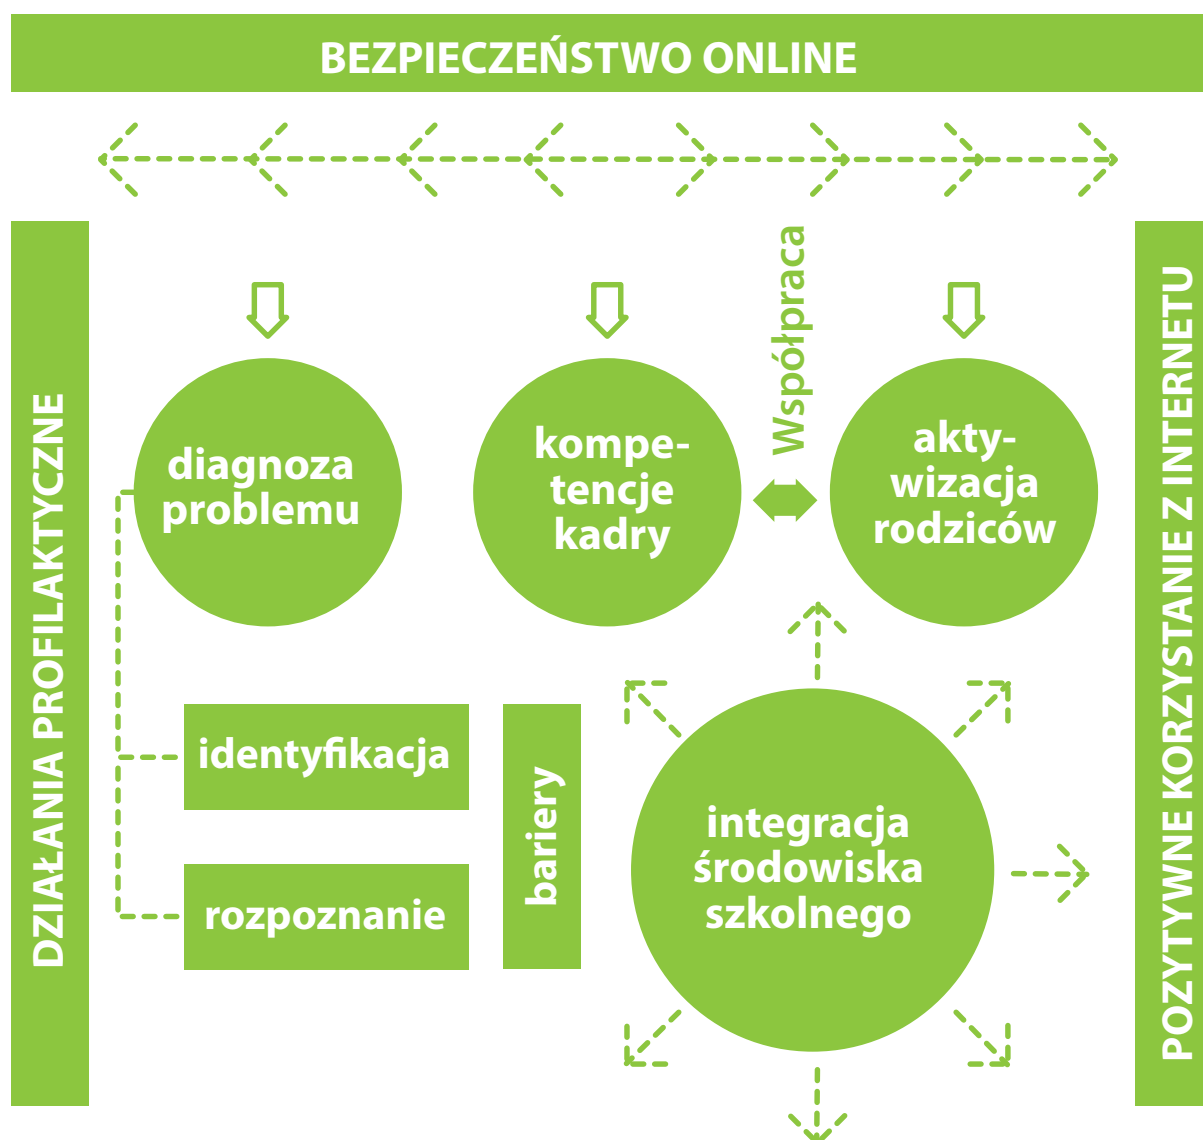 BEZPIECZEŃSTWO ONLINE
DZIAŁANIA PROFILAKTYCZNE
diagnoza
problemu
kompe-
tencje
kadry
Współpraca
akty-
wizacja
rodziców
identyfikacja
rozpoznanie
bariery
integracja
środowiska
szkolnego
POZYTYWNE KORZYSTANIE Z INTERNETU